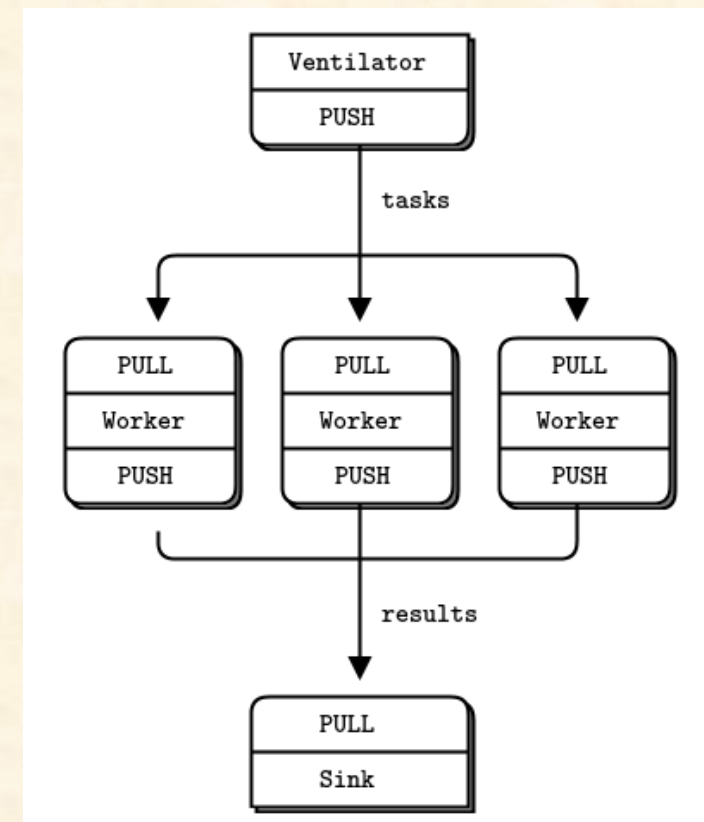 Ventilator
PUSH
tasks
PULL PULL PULL
Worker Worker Worker
PUSH PUSH PUSH
results
PULL
Sink